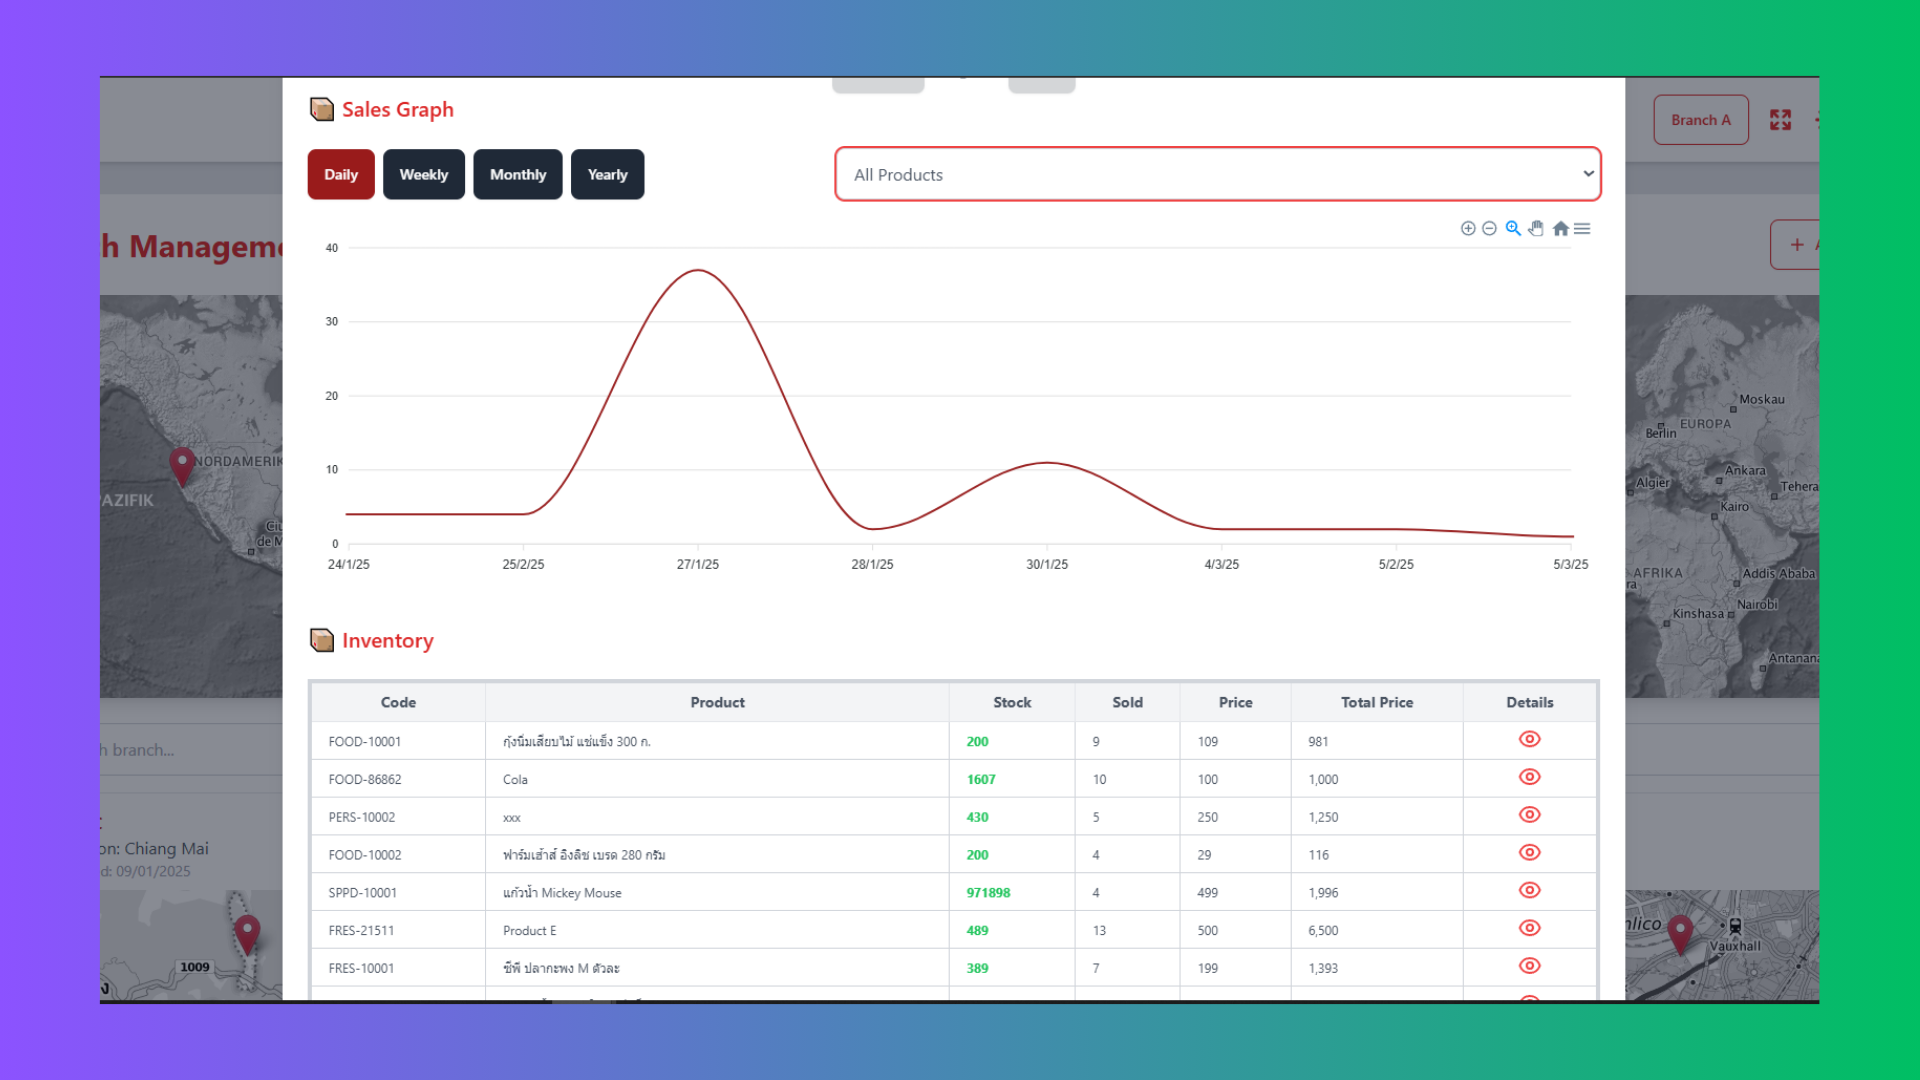 Sales Graph
Branch A
Daily
Weekly
Monthly
Yearly
All Products
h Managem
40
30
20
10
0
24/1/25
25/2/25
27/1/25
28/1/25
30/1/25
4/3/25
5/2/25
5/3/25
NORDAMERIK
AZIFIK
Ciu
de M
Moskau
EUROPA
Berlin
Ankara
Algier
Tehera
Kairo
AFRIKA
ra
Addis Ababa
Nairobi
Kinshasa
Antanan
Inventory
Code Product Stock Sold Price Total Price Details
FOOD-10001 กุ้งนึ่มเสียบไม้ แช่แข็ง 300 ก. 200 9 109 981
FOOD-86862 Cola 1607 10 100 1,000
PERS-10002 xxx 430 5 250 1,250
FOOD-10002 ฟาร์มเฮ้าส์ อิงลิช เบรด 280 กรัม 200 4 29 116
SPPD-10001 แก้วน้ำ Mickey Mouse 971898 4 499 1,996
FRES-21511 Product E 489 13 500 6,500
FRES-10001 ซีพี ปลากะพง M ตัวละ 389 7 199 1,393
h branch...
on: Chiang Mai
d: 09/01/2025
1009
nlico
Vauxhall